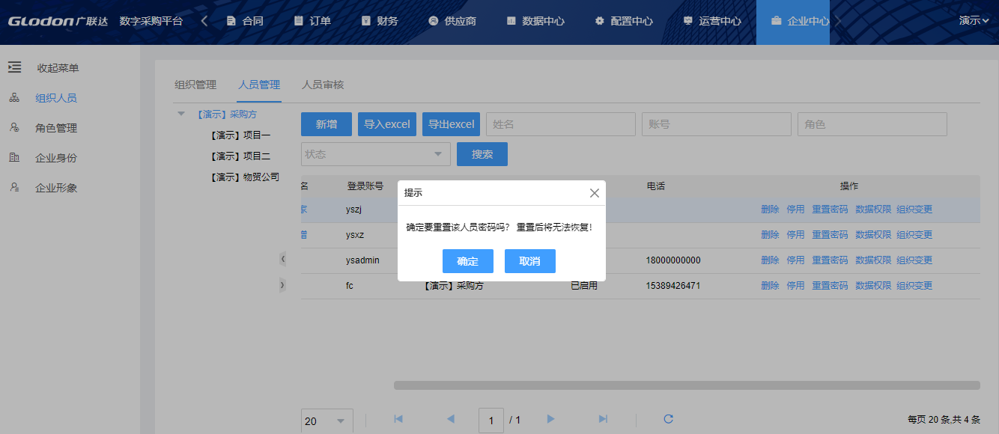 GLODON广联达 数字采购平台 合同 订单 财务 供应商 数据中心 配置中心 运营中心 企业中心 演示
收起菜单
组织人员
角色管理
企业身份
企业形象
组织管理 人员管理 人员审核
【演示】采购方
【演示】项目一
【演示】项目二
【演示】物贸公司
新增 导入excel 导出excel 姓名 账号 角色
状态 搜索
名 登录账号 电话 操作
家 yszj 删除 停用 重置密码 数据权限 组织变更
增 ysxz 删除 停用 重置密码 数据权限 组织变更
ysadmin 18000000000 删除 停用 重置密码 数据权限 组织变更
fc 【演示】采购方 已启用 15389426471 删除 停用 重置密码 数据权限 组织变更
提示
确定要重置该人员密码吗？ 重置后将无法恢复！
确定 取消
20 1 / 1 每页 20 条,共 4 条